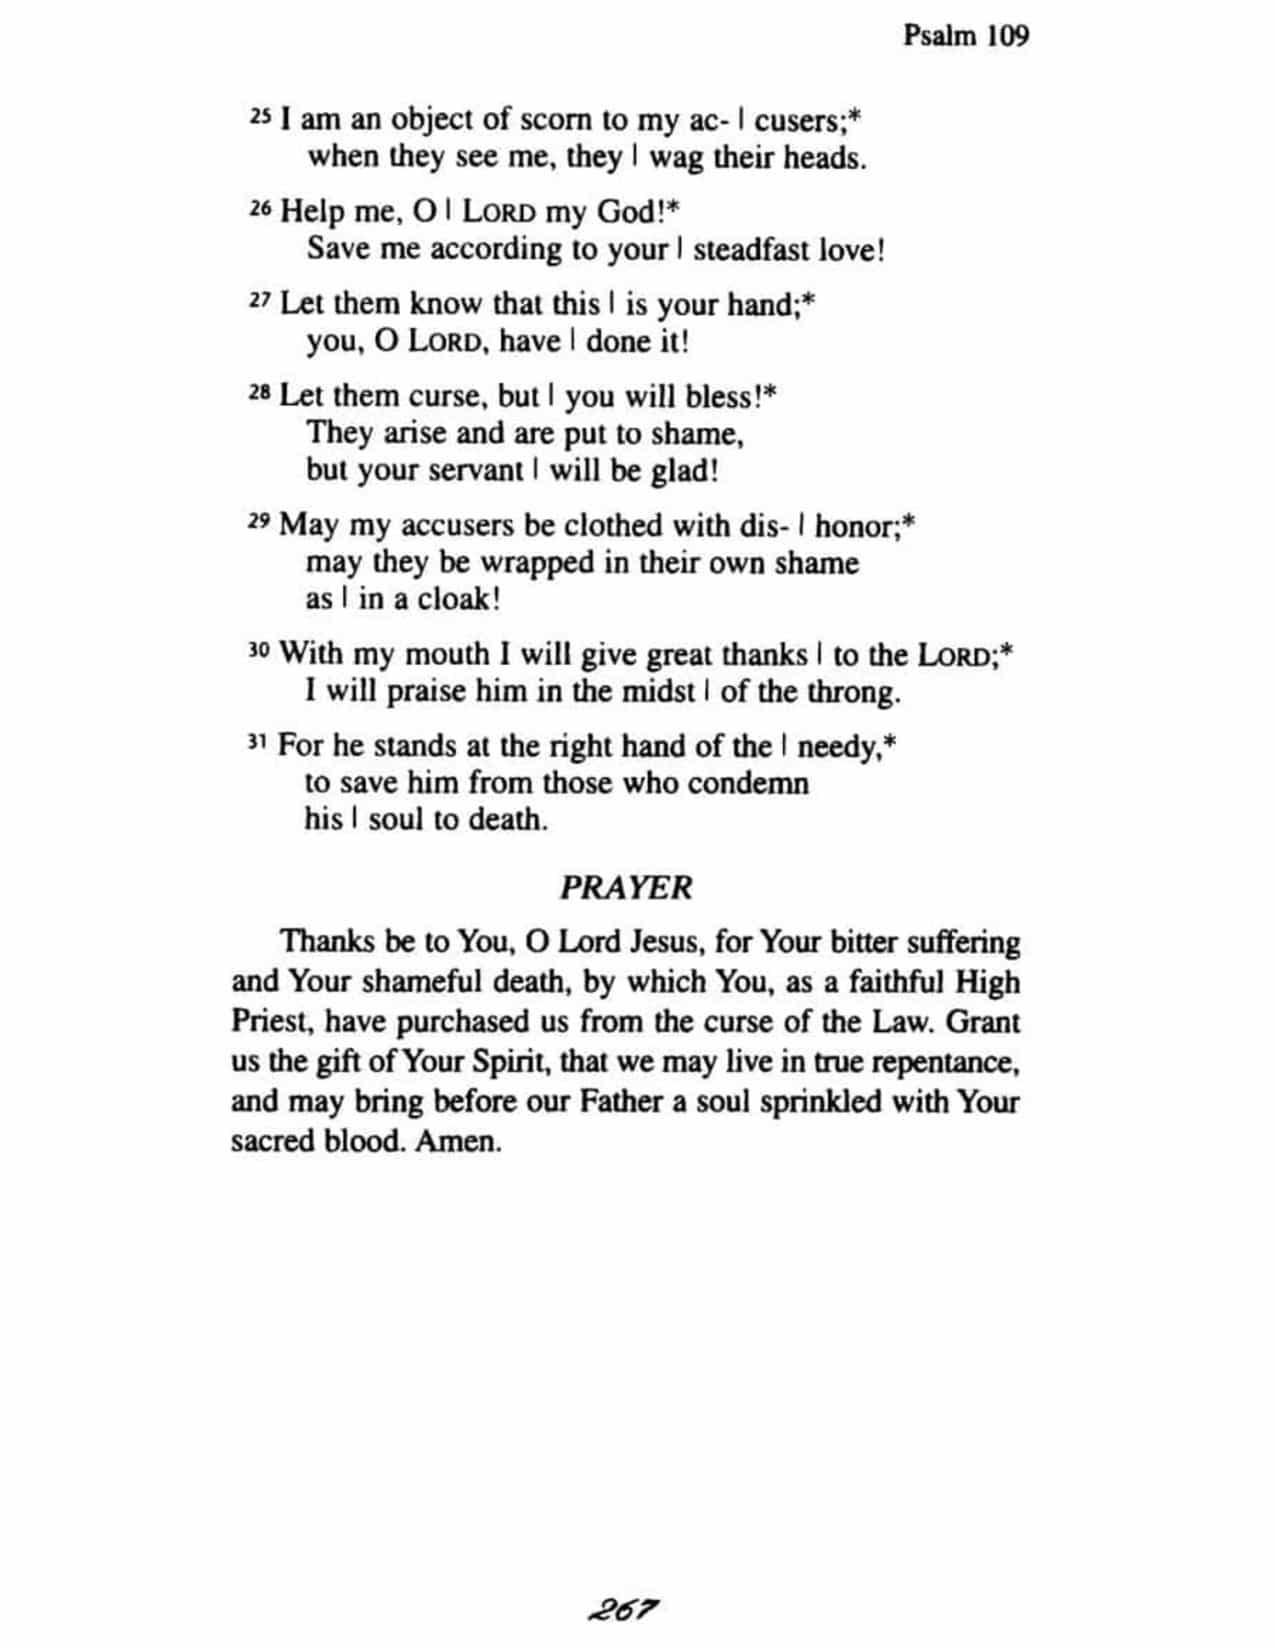 Psalm 109
25 I am an object of scorn to my ac- | cusers;*
when they see me, they | wag their heads.
26 Help me, O | LORD my God!*
Save me according to your | steadfast love!
27 Let them know that this | is your hand;*
you, O LORD, have | done it!
28 Let them curse, but | you will bless!*
They arise and are put to shame,
but your servant | will be glad!
29 May my accusers be clothed with dis- | honor;*
may they be wrapped in their own shame
as | in a cloak!
30 With my mouth I will give great thanks | to the LORD;*
I will praise him in the midst | of the throng.
31 For he stands at the right hand of the | needy,*
to save him from those who condemn
his | soul to death.
PRAYER
Thanks be to You, O Lord Jesus, for Your bitter suffering
and Your shameful death, by which You, as a faithful High
Priest, have purchased us from the curse of the Law. Grant
us the gift of Your Spirit, that we may live in true repentance,
and may bring before our Father a soul sprinkled with Your
sacred blood. Amen.
267